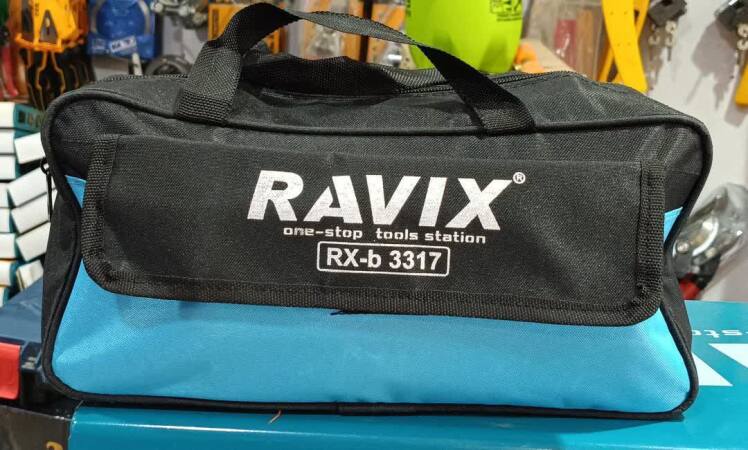 RAVIX®
one-stop tools station
RX-b 3317